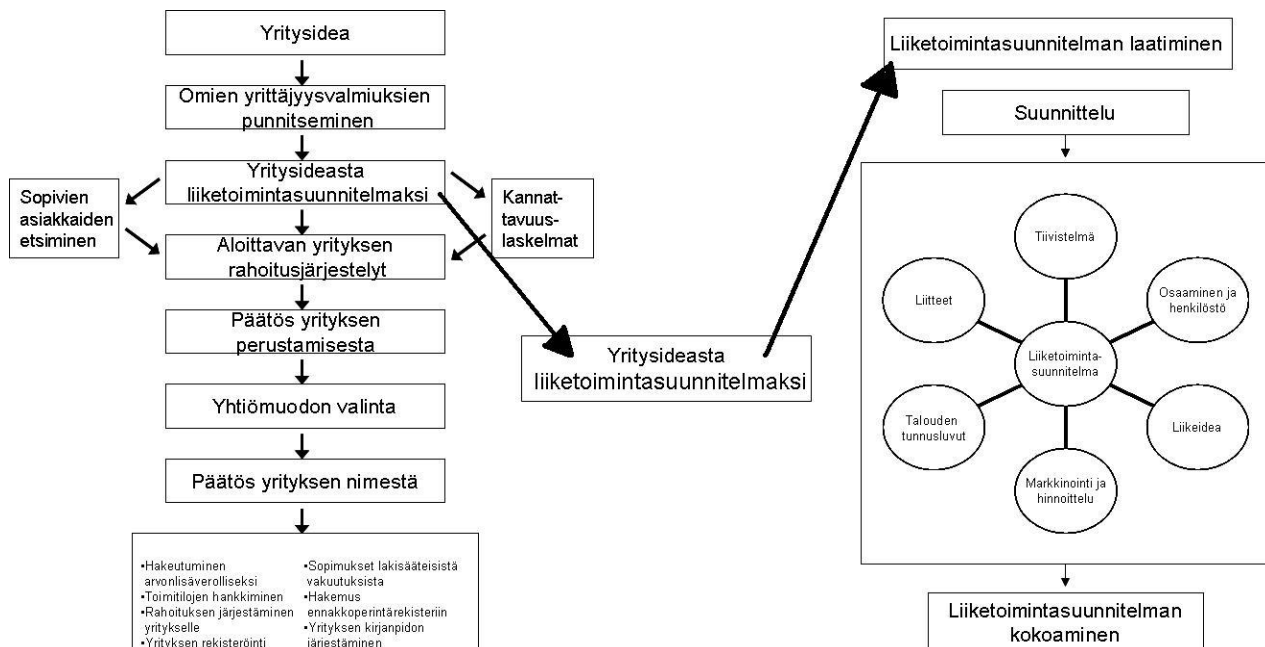 Yritysidea
Omien yrittäjyysvalmiuksien
punnitseminen
Yritysideasta
liiketoimintasuunnitelmaksi
Sopivien
asiakkaiden
etsiminen
Kannat-
tavuus-
laskelmat
Aloittavan yrityksen
rahoitusjärjestelyt
Päätös yrityksen
perustamisesta
Yhtiömuodon valinta
Päätös yrityksen nimestä
▪Hakeutuminen
arvonlisäverolliseksi
▪Toimitilojen hankkiminen
▪Rahoituksen järjestäminen
yritykselle
▪Yrityksen rekisteröinti
▪Sopimukset lakisääteisistä
vakuutuksista
▪Hakemus
ennakkoperintärekisteriin
▪Yrityksen kirjanpidon
järjestäminen
Yritysideasta
liiketoimintasuunnitelmaksi
Liiketoimintasuunnitelman laatiminen
Suunnittelu
Tiivistelmä
Liitteet
Osaaminen ja
henkilöstö
Liiketoiminta-
suunnitelma
Talouden
tunnusluvut
Liikeidea
Markkinointi ja
hinnoittelu
Liiketoimintasuunnitelman
kokoaminen